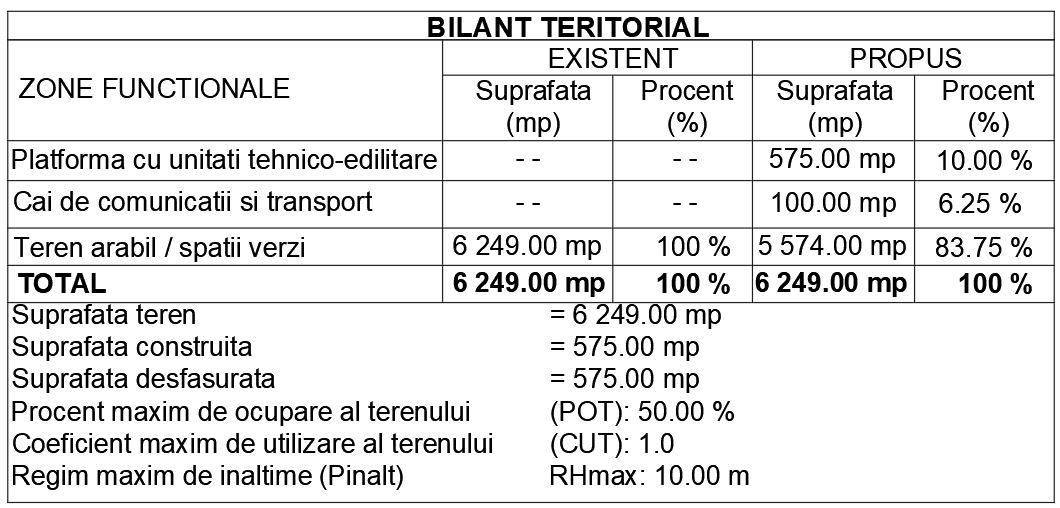 BILANT TERITORIAL
ZONE FUNCTIONALE EXISTENT PROPUS
Suprafata (mp) Procent (%) Suprafata (mp) Procent (%)
Platforma cu unitati tehnico-edilitare - - - - 575.00 mp 10.00 %
Cai de comunicatii si transport - - - - 100.00 mp 6.25 %
Teren arabil / spatii verzi 6 249.00 mp 100 % 5 574.00 mp 83.75 %
TOTAL 6 249.00 mp 100 % 6 249.00 mp 100 %
Suprafata teren = 6 249.00 mp
Suprafata construita = 575.00 mp
Suprafata desfasurata = 575.00 mp
Procent maxim de ocupare al terenului (POT): 50.00 %
Coeficient maxim de utilizare al terenului (CUT): 1.0
Regim maxim de inaltime (Pinalt) RHmax: 10.00 m